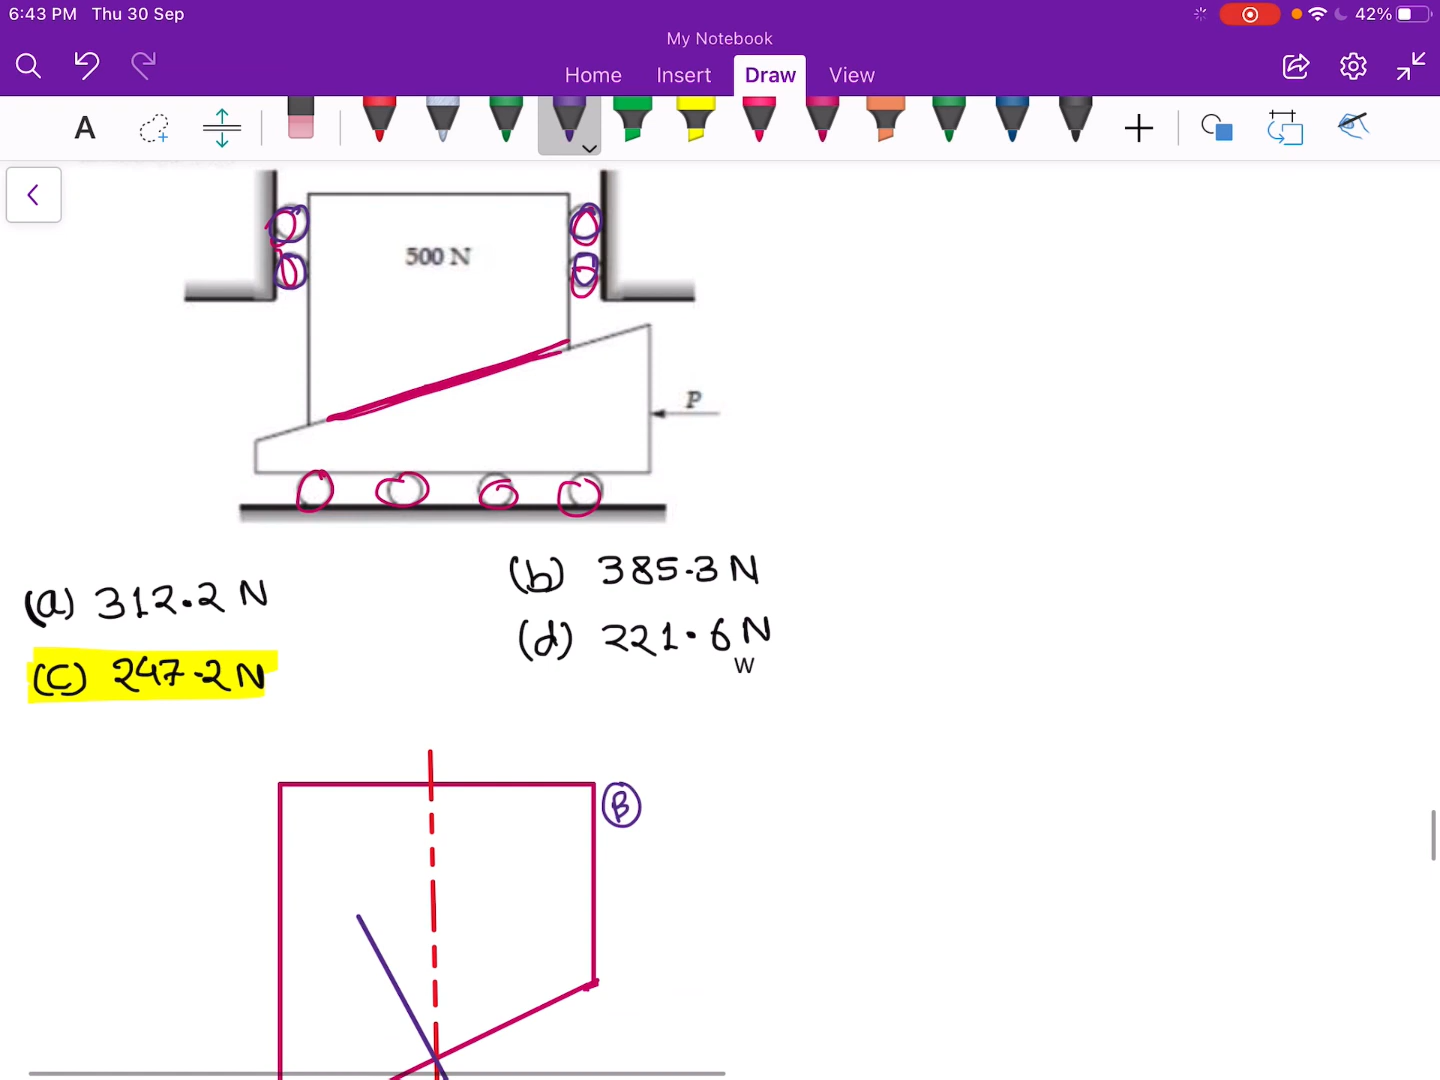 6:43 PM Thu 30 Sep
42%
My Notebook
Home Insert Draw View
A
500 N
P
(a) 312.2 N
(b) 385.3 N
(c) 247.2 N
(d) 221.6 N
W
B